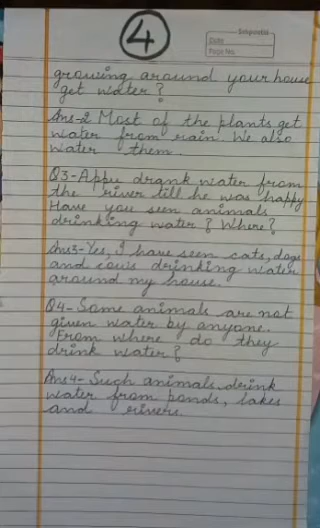 4
Saispushti
Date
Page No.
growing around your house
get water?
Ans-2 Most of the plants get
water from rain. We also
water them
Q3-Appu drank water from
the river till he was happy
Have you seen animals
drinking water? Where?
Ans3-Yes, I have seen cats, dogs
and cows drinking water
around my house.
Q4-Some animals are not
given water by anyone.
From where do they
drink water?
Ans4-Such animals drink
water from ponds, lakes
and rivers.